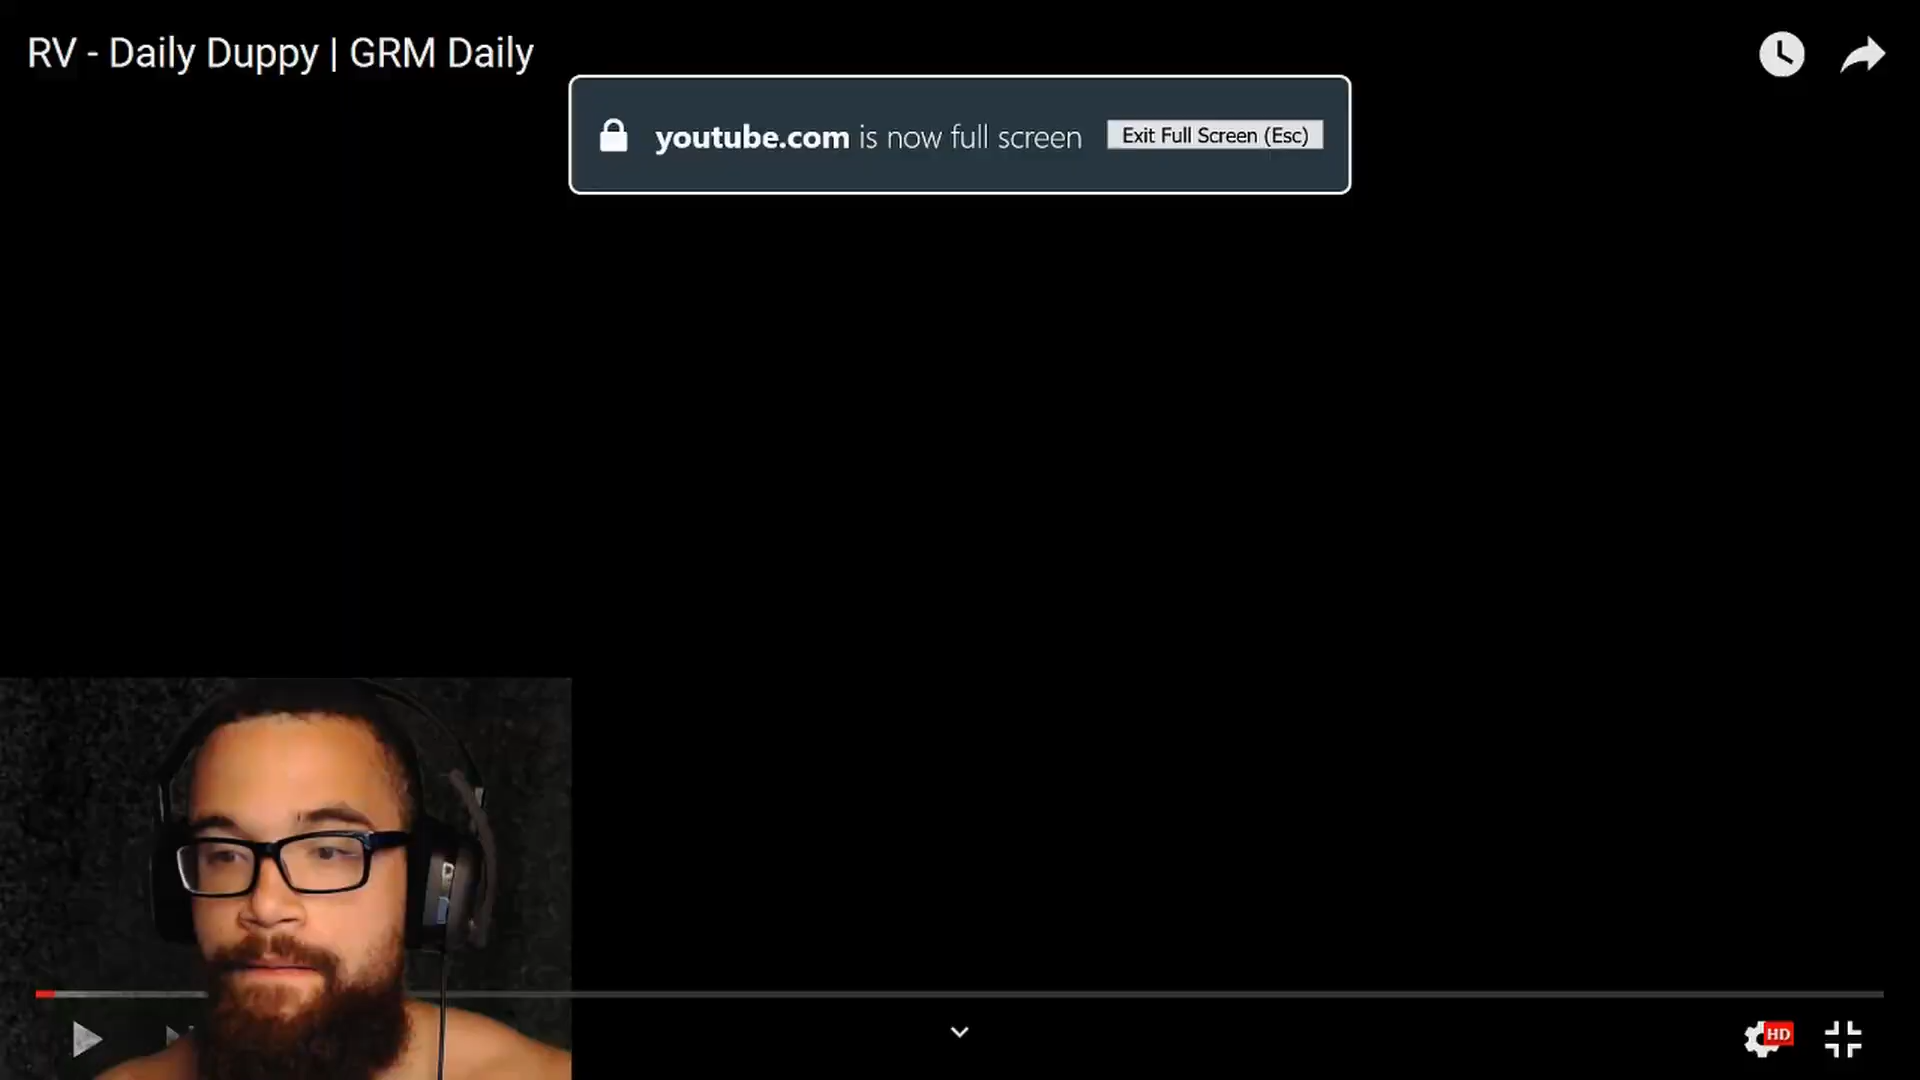 RV - Daily Duppy | GRM Daily
youtube.com is now full screen
Exit Full Screen (Esc)
HD